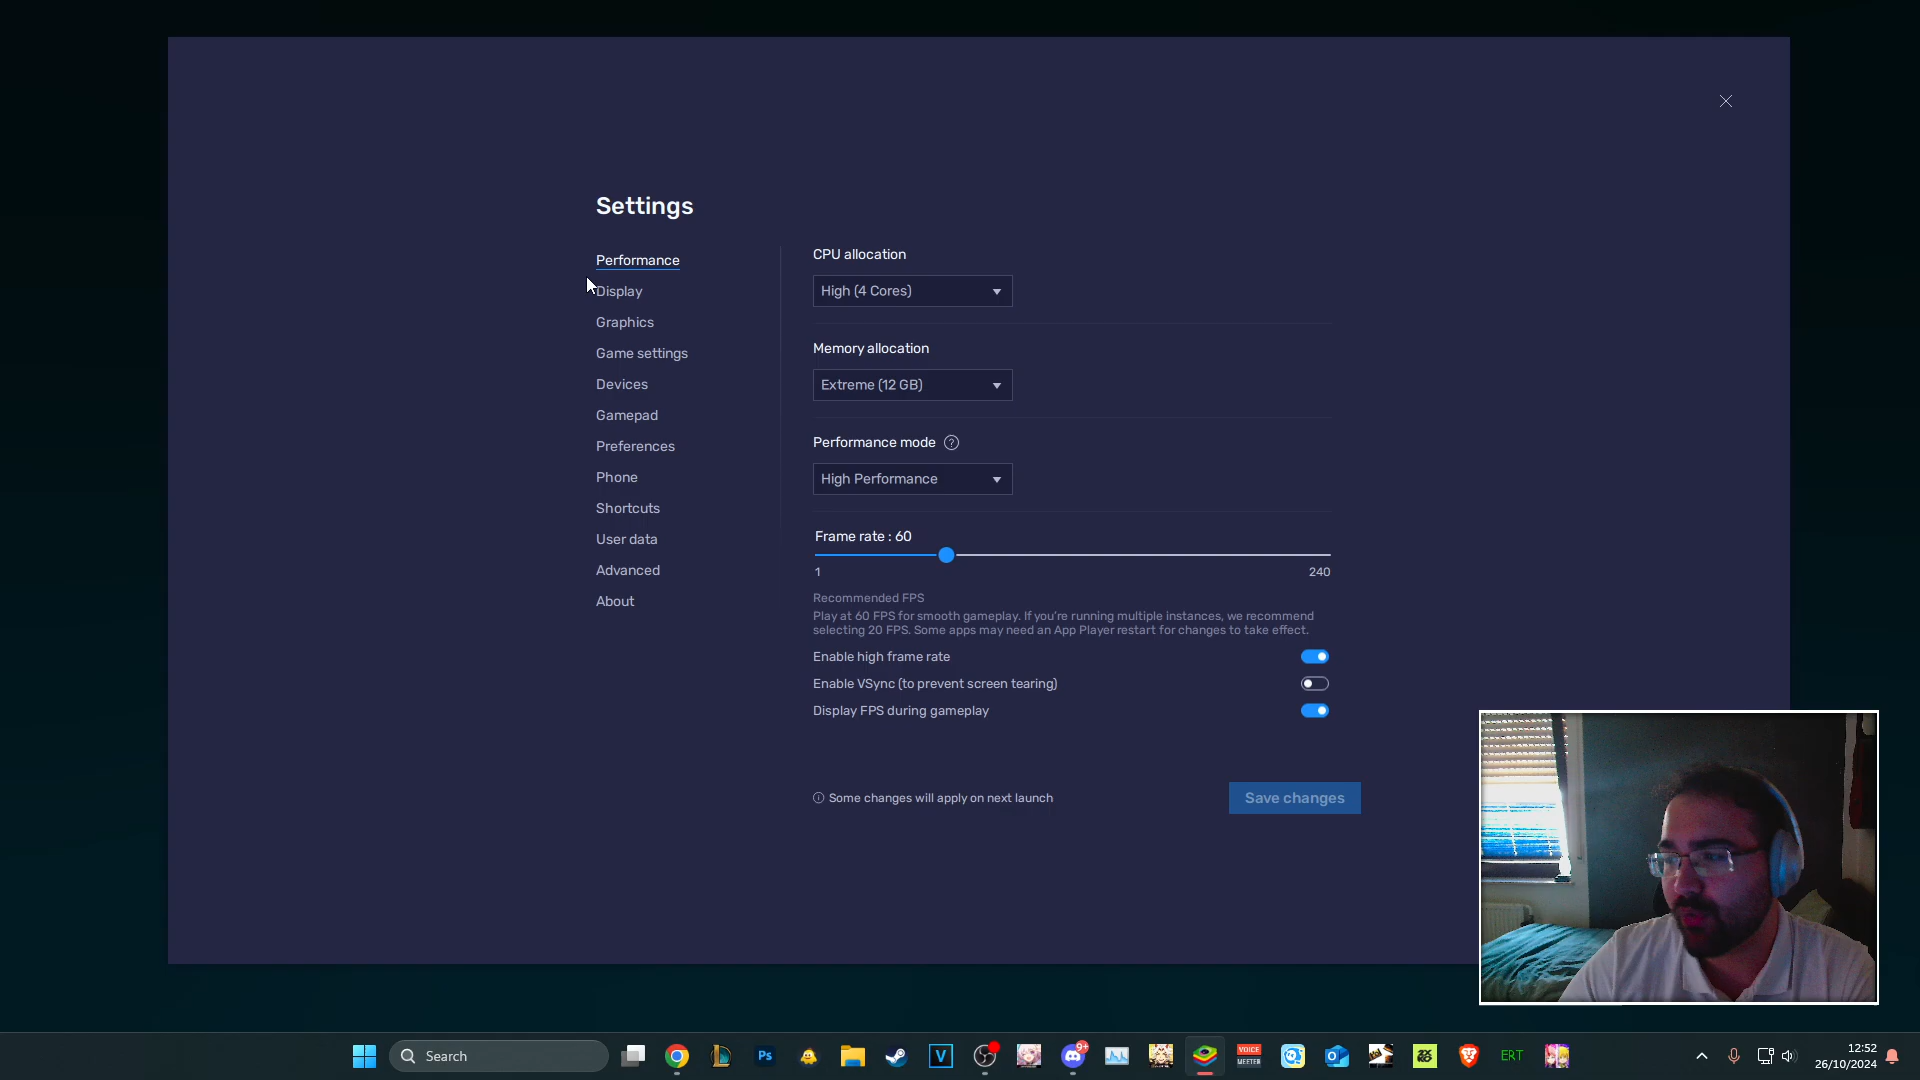 Settings
Performance
Display
Graphics
Game settings
Devices
Gamepad
Preferences
Phone
Shortcuts
User data
Advanced
About
CPU allocation
High (4 Cores)
Memory allocation
Extreme (12 GB)
Performance mode ?
High Performance
Frame rate : 60
1 240
Recommended FPS
Play at 60 FPS for smooth gameplay. If you're running multiple instances, we recommend
selecting 20 FPS. Some apps may need an App Player restart for changes to take effect.
Enable high frame rate
Enable VSync (to prevent screen tearing)
Display FPS during gameplay
Some changes will apply on next launch
Save changes
Search
Ps
V
9+
VOICE
MEETER
ERT
12:52
26/10/2024